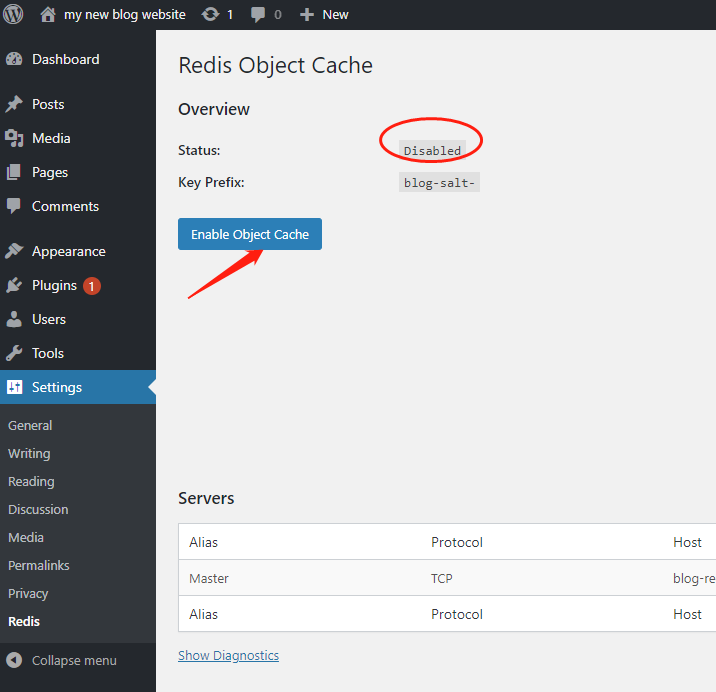 my new blog website 1 0 New
Dashboard
Posts
Media
Pages
Comments
Appearance
Plugins 1
Users
Tools
Settings
General
Writing
Reading
Discussion
Media
Permalinks
Privacy
Redis
Collapse menu
Redis Object Cache
Overview
Status: Disabled
Key Prefix: blog-salt-
Enable Object Cache
Servers
Alias Protocol Host
Master TCP blog-re
Alias Protocol Host
Show Diagnostics